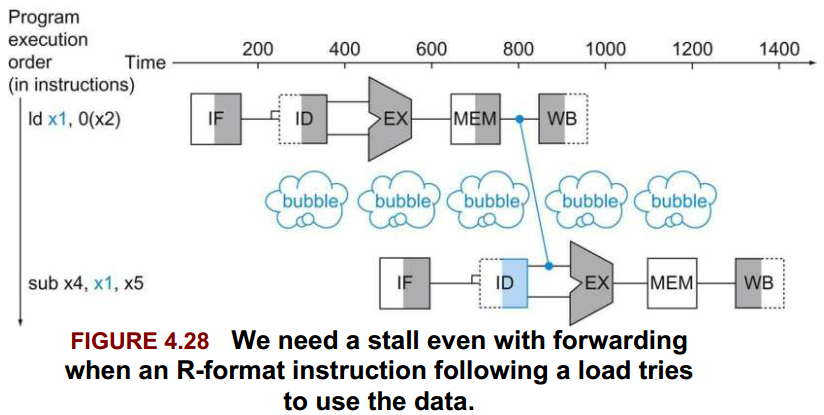 Program
execution
order
(in instructions)
Time
200 400 600 800 1000 1200 1400
ld x1, 0(x2)
IF ID EX MEM WB
bubble bubble bubble bubble bubble
sub x4, x1, x5
IF ID EX MEM WB
FIGURE 4.28 We need a stall even with forwarding
when an R-format instruction following a load tries
to use the data.